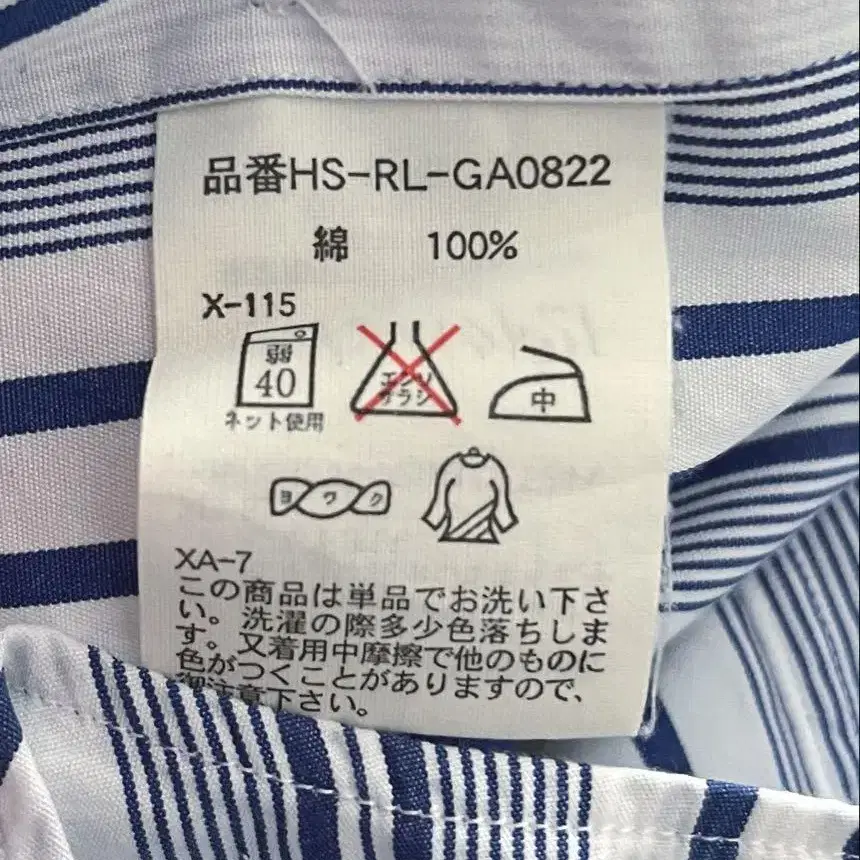 品番HS-RL-GA0822
綿 100%
X-115
弱
40
ネット使用
エンソ
サラシ
中
ヨワク
XA-7
この商品は単品でお洗い下さ
い。洗濯の際多少色落ちしま
す。又着用中摩擦で他のものに
色がつくことがありますので、
御注意下さい。